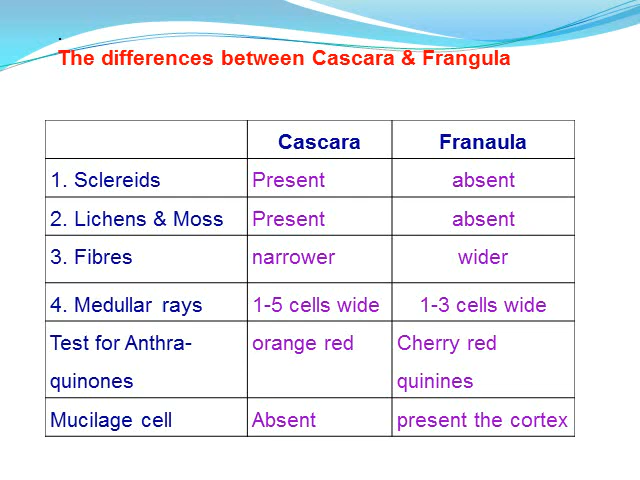 .
The differences between Cascara & Frangula
Cascara Franaula
1. Sclereids Present absent
2. Lichens & Moss Present absent
3. Fibres narrower wider
4. Medullar rays 1-5 cells wide 1-3 cells wide
Test for Anthra- orange red Cherry red
quinones quinines
Mucilage cell Absent present the cortex